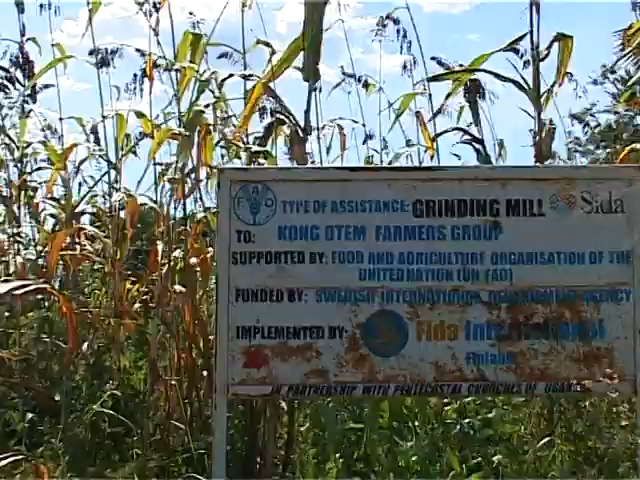 FAO TYPE OF ASSISTANCE: GRINDING MILL Sida
TO: KONG OTEM FARMERS GROUP
SUPPORTED BY: FOOD AND AGRICULTURE ORGANISATION OF THE
UNITED NATION (UN FAO)
FUNDED BY: SWEDISH INTERNATIONAL DEVELOPMENT AGENCY
IMPLEMENTED BY: Fida International
Finland
IN PARTNERSHIP WITH PENTECOSTAL CHURCHES OF UGANDA